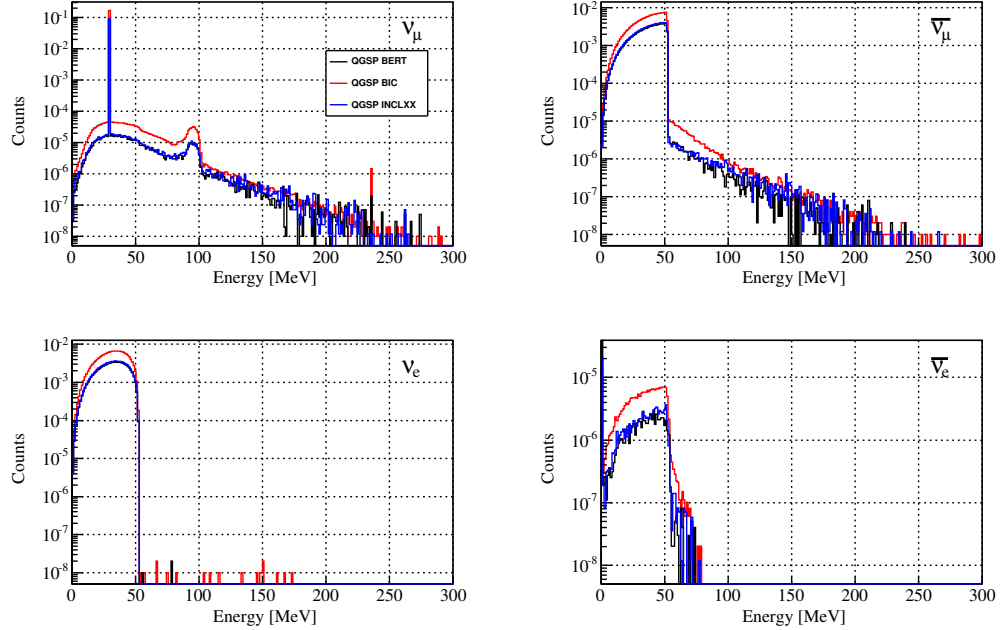 10⁻¹
10⁻²
10⁻³
10⁻⁴
10⁻⁵
10⁻⁶
10⁻⁷
10⁻⁸
Counts
ν_μ
QGSP BERT
QGSP BIC
QGSP INCLXX
0 50 100 150 200 250 300
Energy [MeV]
10⁻²
10⁻³
10⁻⁴
10⁻⁵
10⁻⁶
10⁻⁷
10⁻⁸
Counts
ν̅_μ
0 50 100 150 200 250 300
Energy [MeV]
10⁻²
10⁻³
10⁻⁴
10⁻⁵
10⁻⁶
10⁻⁷
10⁻⁸
Counts
ν_e
0 50 100 150 200 250 300
Energy [MeV]
10⁻⁵
10⁻⁶
10⁻⁷
10⁻⁸
Counts
ν̅_e
0 50 100 150 200 250 300
Energy [MeV]